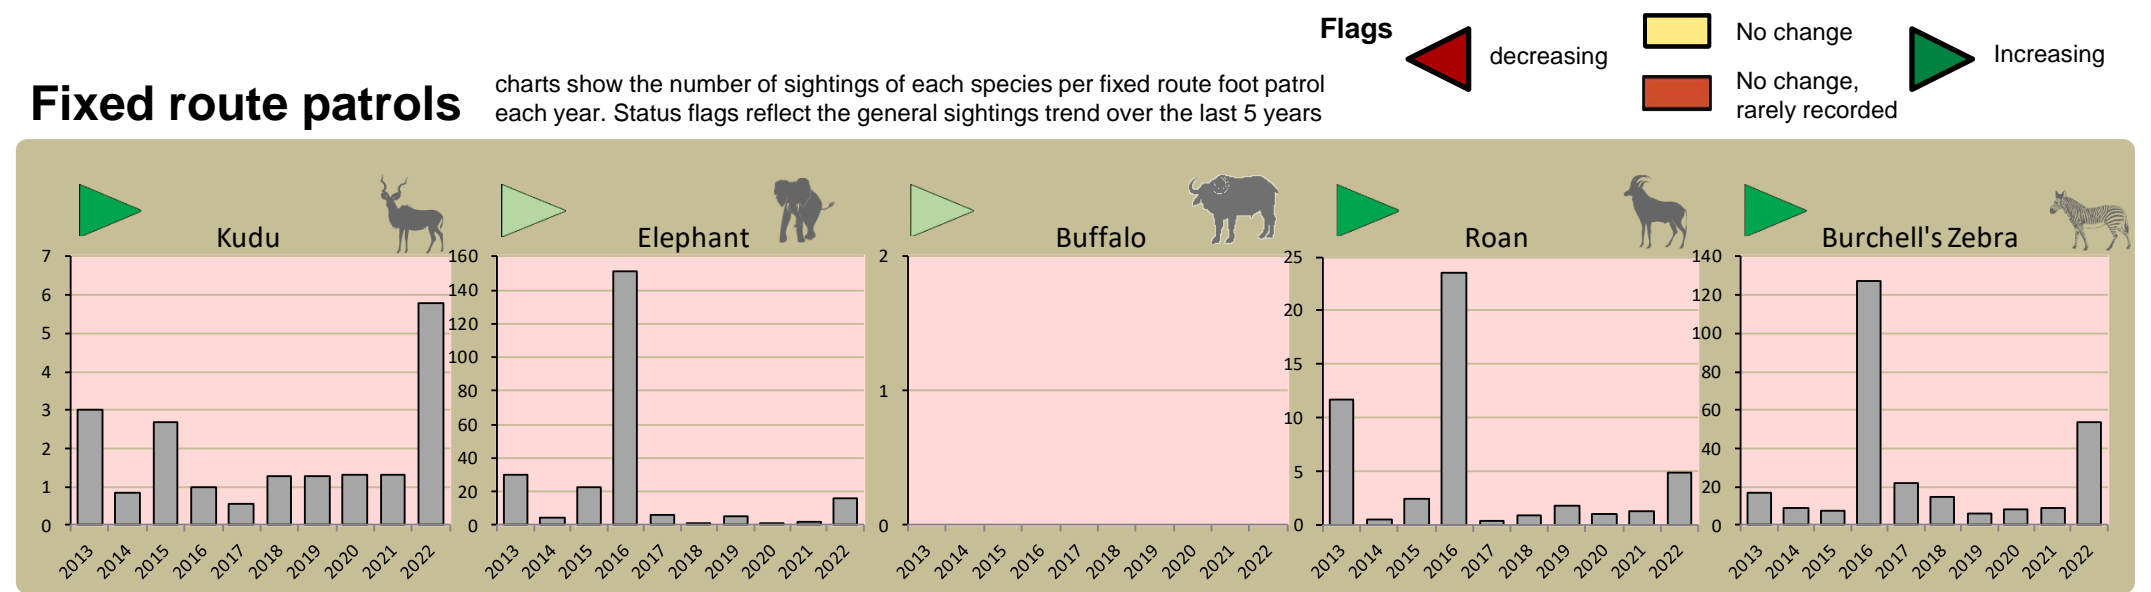 Flags
decreasing
No change
No change,
rarely recorded
Increasing
Fixed route patrols
charts show the number of sightings of each species per fixed route foot patrol
each year. Status flags reflect the general sightings trend over the last 5 years
Kudu
7
6
5
4
3
2
1
0
2013 2014 2015 2016 2017 2018 2019 2020 2021 2022
Elephant
160
140
120
100
80
60
40
20
0
2013 2014 2015 2016 2017 2018 2019 2020 2021 2022
Buffalo
2
1
0
2013 2014 2015 2016 2017 2018 2019 2020 2021 2022
Roan
25
20
15
10
5
0
2013 2014 2015 2016 2017 2018 2019 2020 2021 2022
Burchell's Zebra
140
120
100
80
60
40
20
0
2013 2014 2015 2016 2017 2018 2019 2020 2021 2022